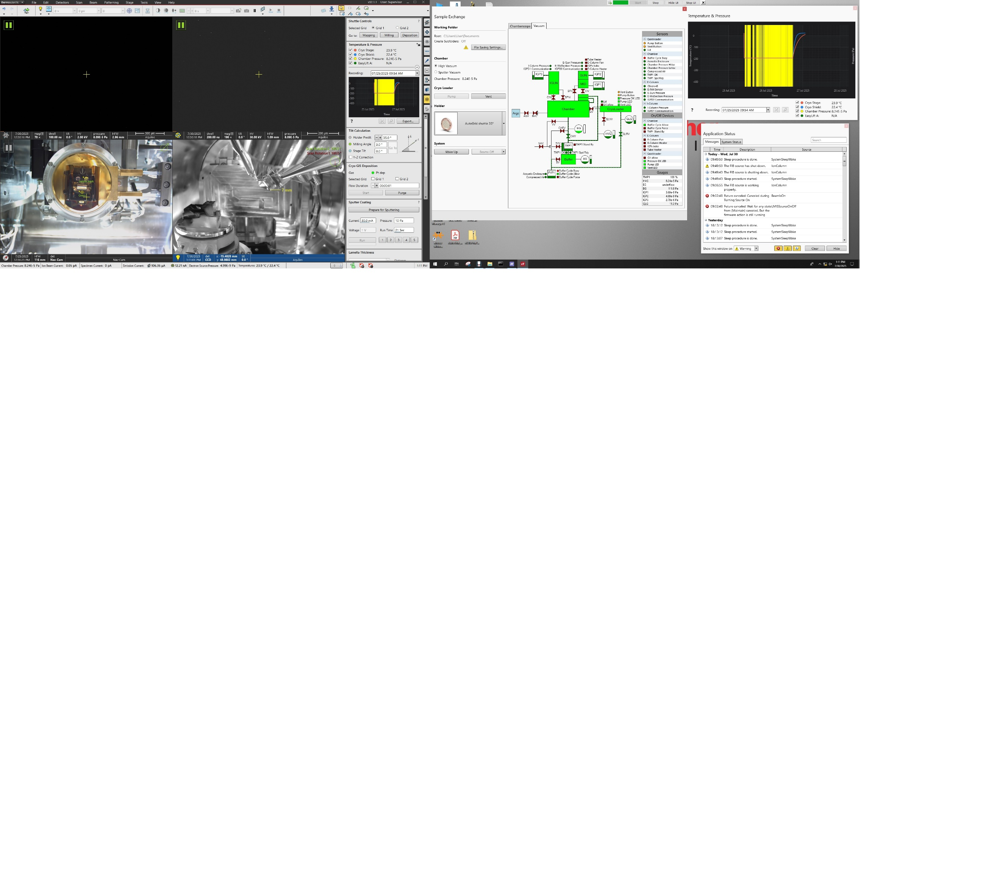 File Edit Detectors Scan Beam Patterning Stage Tools View Help
User: Supervisor
Shuttle Controls ?
Selected Grid Grid 1 Grid 2
Go to: Mapping Milling Deposition
Temperature & Pressure
Cryo Stage: 23.9 °C
Cryo Shield: 22.4 °C
Chamber Pressure: 8.24E-5 Pa
EasyLift A: N/A
Recording: 07/25/2025 09:54 AM
0
-100
-200
-300
-400
25 Jul 2025 27 Jul 2025
Time
? Export...
Tilt Calculation
Holder Pretilt 35.0 °
Milling Angle 3.0 °
Go To
Stage Tilt 0.0 °
Y-Z Correction
Cryo GIS Deposition
Gas Pt dep
Selected Grid Grid 1 Grid 2
Flow Duration 00:00:01
Start Purge
Sputter Coating ?
Prepare for Sputtering
Current 30.0 mA Pressure 10 Pa
Voltage 1 V Run Time 21 Sec
Run 1 2 3 4 5
Lamella Thickness
7/30/2025 mag dwell tilt HV pressure HFW 500 µm
12:50:16 PM 70 × 100.00 ns 0.0 ° 2.00 kV 8.09E-5 Pa 2.96 mm Aquilos
7/30/2025 dwell mag tilt HV HFW pressure 200 µm
12:50:18 PM 200.00 ns 190 × 0.0 ° 30.00 kV 1.09 mm 8.09E-5 Pa Aquilos
Scan Rotation E: 180.0
Scan Rotation I: 180.0 °
7 mm
7/25/2025 HFW det
12:56:25 PM 116 mm Nav-Cam Nav-Cam
7/30/2025 det x: -15.4828 mm tilt
1:11:08 PM CCD y: 48.9802 mm 0.0 ° Aquilos
Chamber Pressure: 8.24E-5 Pa Ion Beam Current: 0.05 pA Specimen Current: 0 pA Emission Current: 106.36 µA 12.21 nA Electron Source Pressure: 4.99E-9 Pa Temperatures: 23.9 °C / 22.4 °C 1:11 PM
Start Stop Hide UI Stop UI
Sample Exchange
Working Folder
Root: C:\Users\User\Documents
Create Subfolders: Off
File Saving Settings...
Chamber
High Vacuum
Sputter Vacuum
Chamber Pressure: 8.24E-5 Pa
Cryo Loader
Pump Vent
Holder
AutoGrid shuttle 35°
System
Wake Up Beams Off
Chamberscope Vacuum
Tube Heater
E-Gun Pressure E-Column Fan
I-Column Pressure E-MidSection Pressure IGPs bake
IGPD1 Communication IGPD0 Communication E-Column Heater
IGP3 IGUN GUN IGP2
MID IGP1
BPV CIV
CIVI BPVI
Vent Button
Pump Button
Pressure OK LED
Pump LED
Vent LED
Lid
GV allow
Argc AGV NVC Chamber CryoLoader
VV QLVV QLG
CHEV EG
CHV HVG QLRV
NAV TVV TMP1 TMP1 Stand By
TMP1 OK TMP1 Spd Rdy
BV Buffer BG
PVP1
Acoustic Enclosure
Compressed Air
Buffer Cycle Busy
Buffer Cycle Allow
Buffer Cycle Force
Sensors
Quickloader
Pump Button
Vent Button
Lid
Chamber
Buffer Cycle Busy
Acoustic Enclosure
Chamber Pressure HiVac
Chamber Pressure LoVac
Compressed Air
TMP1 OK
TMP1 Spd Rdy
E-Column
E-FAN Sensor
E-Gun Pressure
E-MidSection Pressure
IGPD0 Communication
I-Column
I-Column Pressure
IGPD1 Communication
On/Off Devices
Chamber
Buffer Cycle Allow
Buffer Cycle Force
TMP1 Stand By
E-Column
E-Column Fan
E-Column Heater
IGPs bake
Tube Heater
Quickloader
GV allow
Pressure OK LED
Pump LED
Vent LED
Gauges
TMP1 100 %
HVG 8.24e-5 Pa
EG underflow
BG 111.8 Pa
IGP1 3.69e-8 Pa
IGP2 4.99e-9 Pa
IGP3 2.79e-6 Pa
QLG 11.3 Pa
Temperature & Pressure
0
-100
-200
-300
-400
Temperature (°C)
Pressure (Pa)
25 Jul 2025 26 Jul 2025 27 Jul 2025 28 Jul 2025
Time
? Recording: 07/25/2025 09:54 AM
Cryo Stage: 23.9 °C
Cryo Shield: 22.4 °C
Chamber Pressure: 8.24E-5 Pa
EasyLift A: N/A
Application Status
Messages System Status Search
Time Description Source
Today - Wed, Jul 30
09:49:53 Sleep procedure is done. SystemSleepWake
09:49:53 The FIB source has shut down. IonColumn
09:49:43 The FIB source is shutting down. IonColumn
09:49:43 Sleep procedure started. SystemSleepWake
09:06:55 The FIB source is working properly. IonColumn
09:02:48 Future canceled: Canceled during Turning Source On BeamIsOn
09:02:48 Future canceled: Wait for any state from (Maintain) canceled. But the firmware action is still running LMISSourceOnOff
Yesterday
18:13:12 Sleep procedure is done. SystemSleepWake
18:13:12 Sleep procedure started. SystemSleepWake
18:13:07 Sleep procedure is done. SystemSleepWake
Show this window on Warning Clear Hide
1:11 PM
7/30/2025